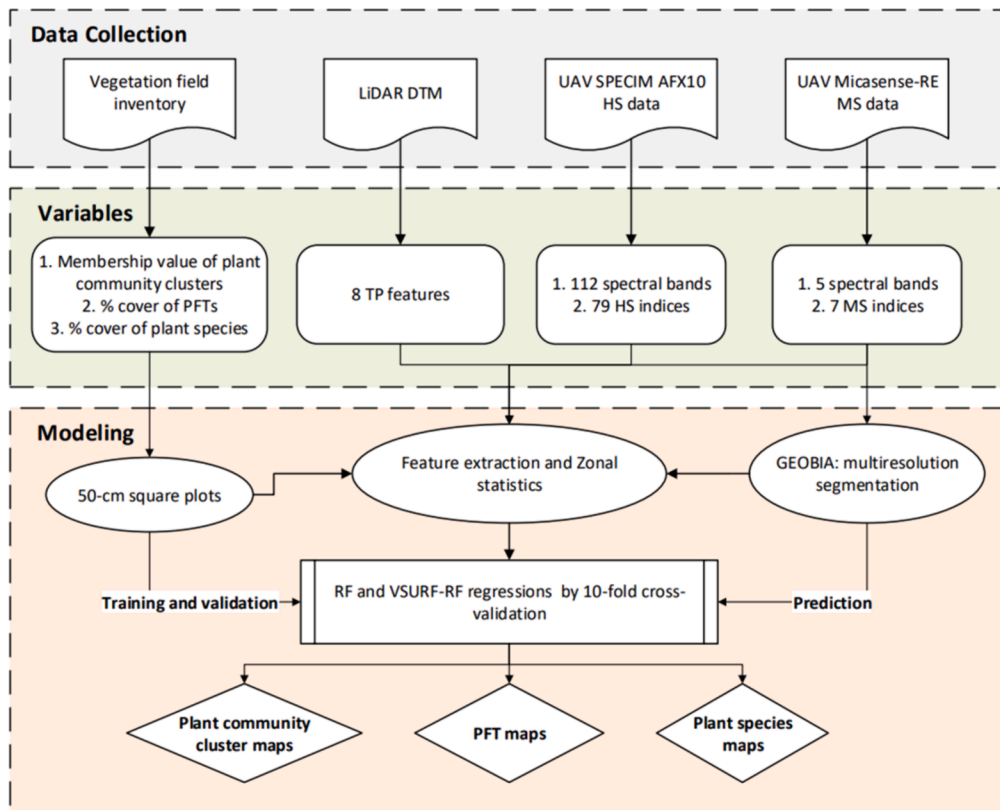 Data Collection
Vegetation field
inventory
LiDAR DTM
UAV SPECIM AFX10
HS data
UAV Micasense-RE
MS data
Variables
1. Membership value of plant
community clusters
2. % cover of PFTs
3. % cover of plant species
8 TP features
1. 112 spectral bands
2. 79 HS indices
1. 5 spectral bands
2. 7 MS indices
Modeling
50-cm square plots
Feature extraction and Zonal
statistics
GEOBIA: multiresolution
segmentation
Training and validation
RF and VSURF-RF regressions by 10-fold cross-
validation
Prediction
Plant community
cluster maps
PFT maps
Plant species
maps